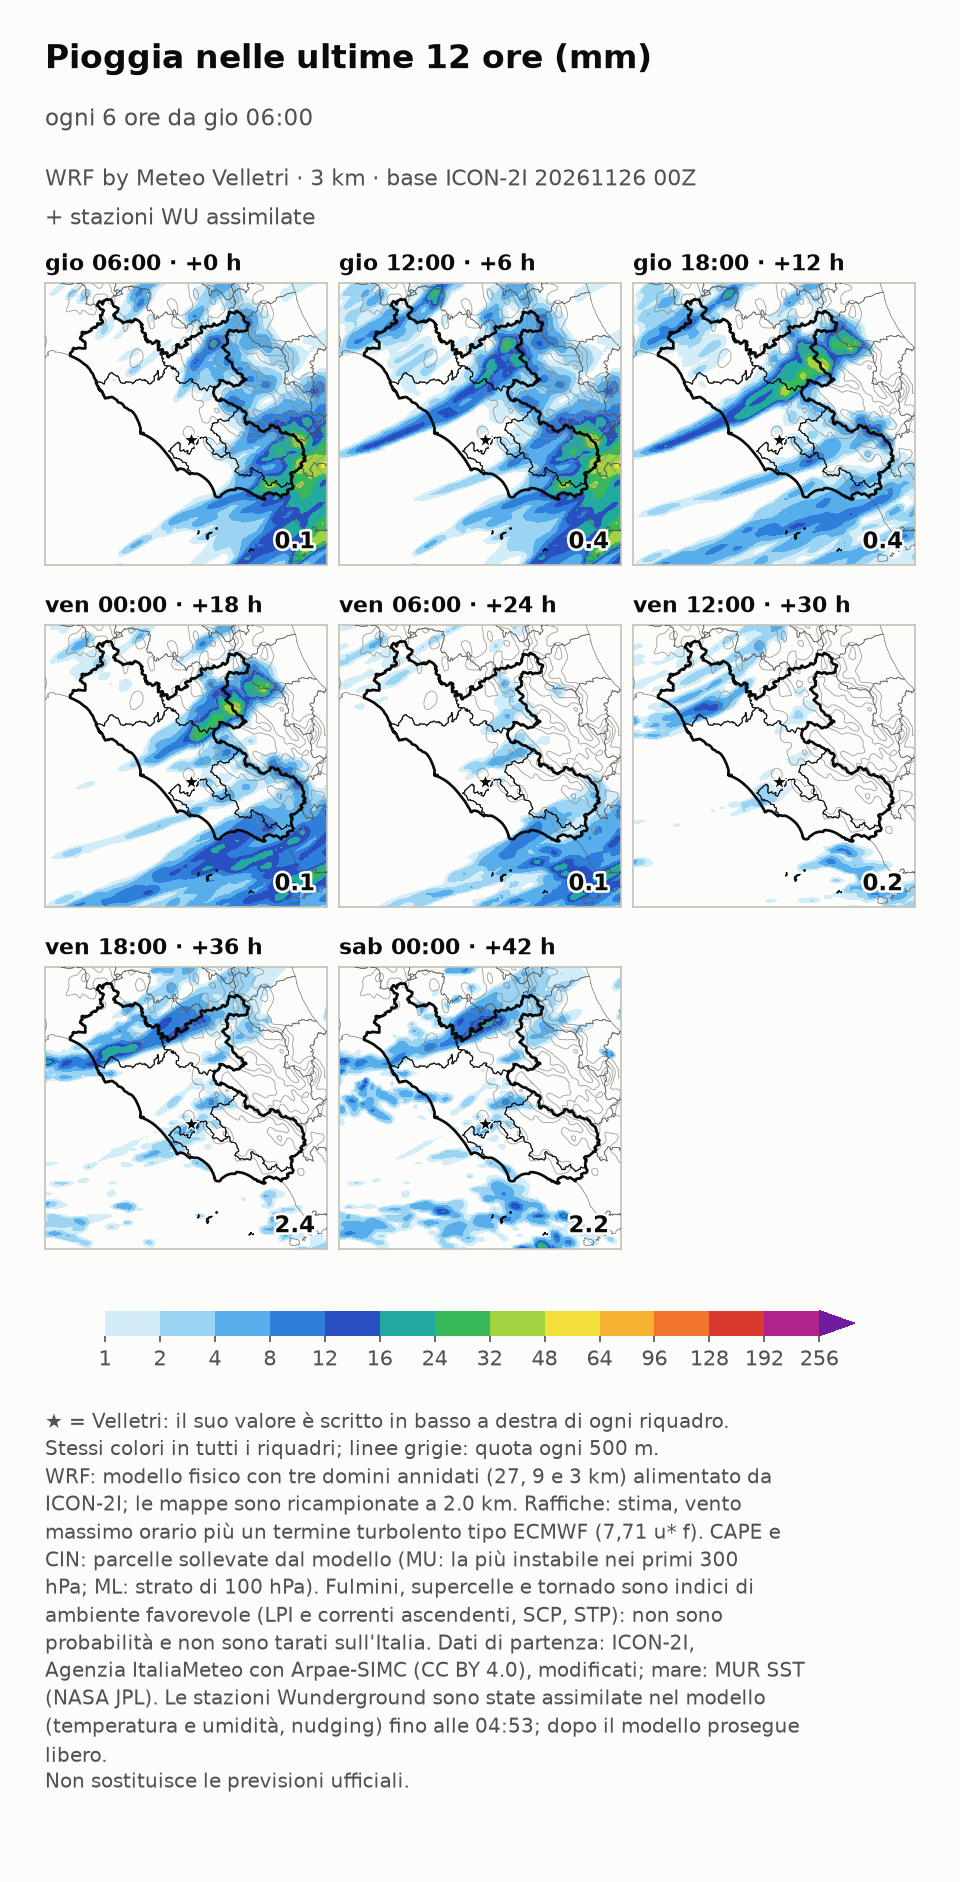 Pioggia nelle ultime 12 ore (mm)
ogni 6 ore da gio 06:00
WRF by Meteo Velletri · 3 km · base ICON-2I 20261126 00Z
+ stazioni WU assimilate
gio 06:00 · +0 h
gio 12:00 · +6 h
gio 18:00 · +12 h
0.1
0.4
0.4
ven 00:00 · +18 h
ven 06:00 · +24 h
ven 12:00 · +30 h
0.1
0.1
0.2
ven 18:00 · +36 h
sab 00:00 · +42 h
2.4
2.2
1 2 4 8 12 16 24 32 48 64 96 128 192 256
★ = Velletri: il suo valore è scritto in basso a destra di ogni riquadro.
Stessi colori in tutti i riquadri; linee grigie: quota ogni 500 m.
WRF: modello fisico con tre domini annidati (27, 9 e 3 km) alimentato da
ICON-2I; le mappe sono ricampionate a 2.0 km. Raffiche: stima, vento
massimo orario più un termine turbolento tipo ECMWF (7,71 u* f). CAPE e
CIN: parcelle sollevate dal modello (MU: la più instabile nei primi 300
hPa; ML: strato di 100 hPa). Fulmini, supercelle e tornado sono indici di
ambiente favorevole (LPI e correnti ascendenti, SCP, STP): non sono
probabilità e non sono tarati sull'Italia. Dati di partenza: ICON-2I,
Agenzia ItaliaMeteo con Arpae-SIMC (CC BY 4.0), modificati; mare: MUR SST
(NASA JPL). Le stazioni Wunderground sono state assimilate nel modello
(temperatura e umidità, nudging) fino alle 04:53; dopo il modello prosegue
libero.
Non sostituisce le previsioni ufficiali.